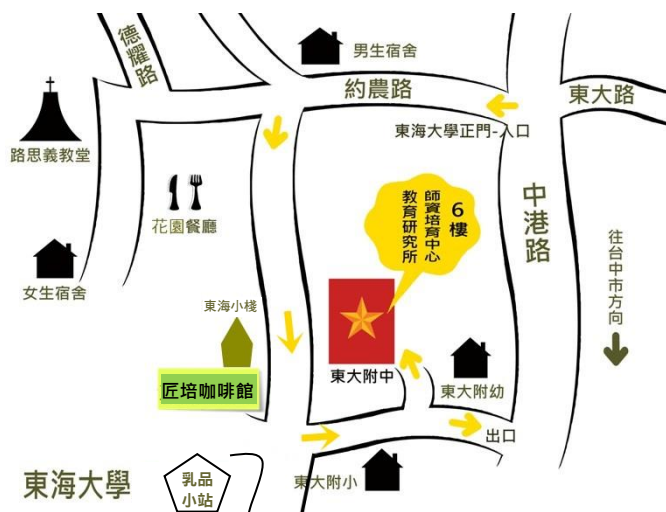 德耀路
男生宿舍
約農路
東大路
東海大學正門-入口
路思義教堂
6樓
師資培育中心
教育研究所
中港路
花園餐廳
往台中市方向
女生宿舍
東海小棧
東大附中
匠培咖啡館
東大附幼
出口
東海大學
乳品
小站
東大附小